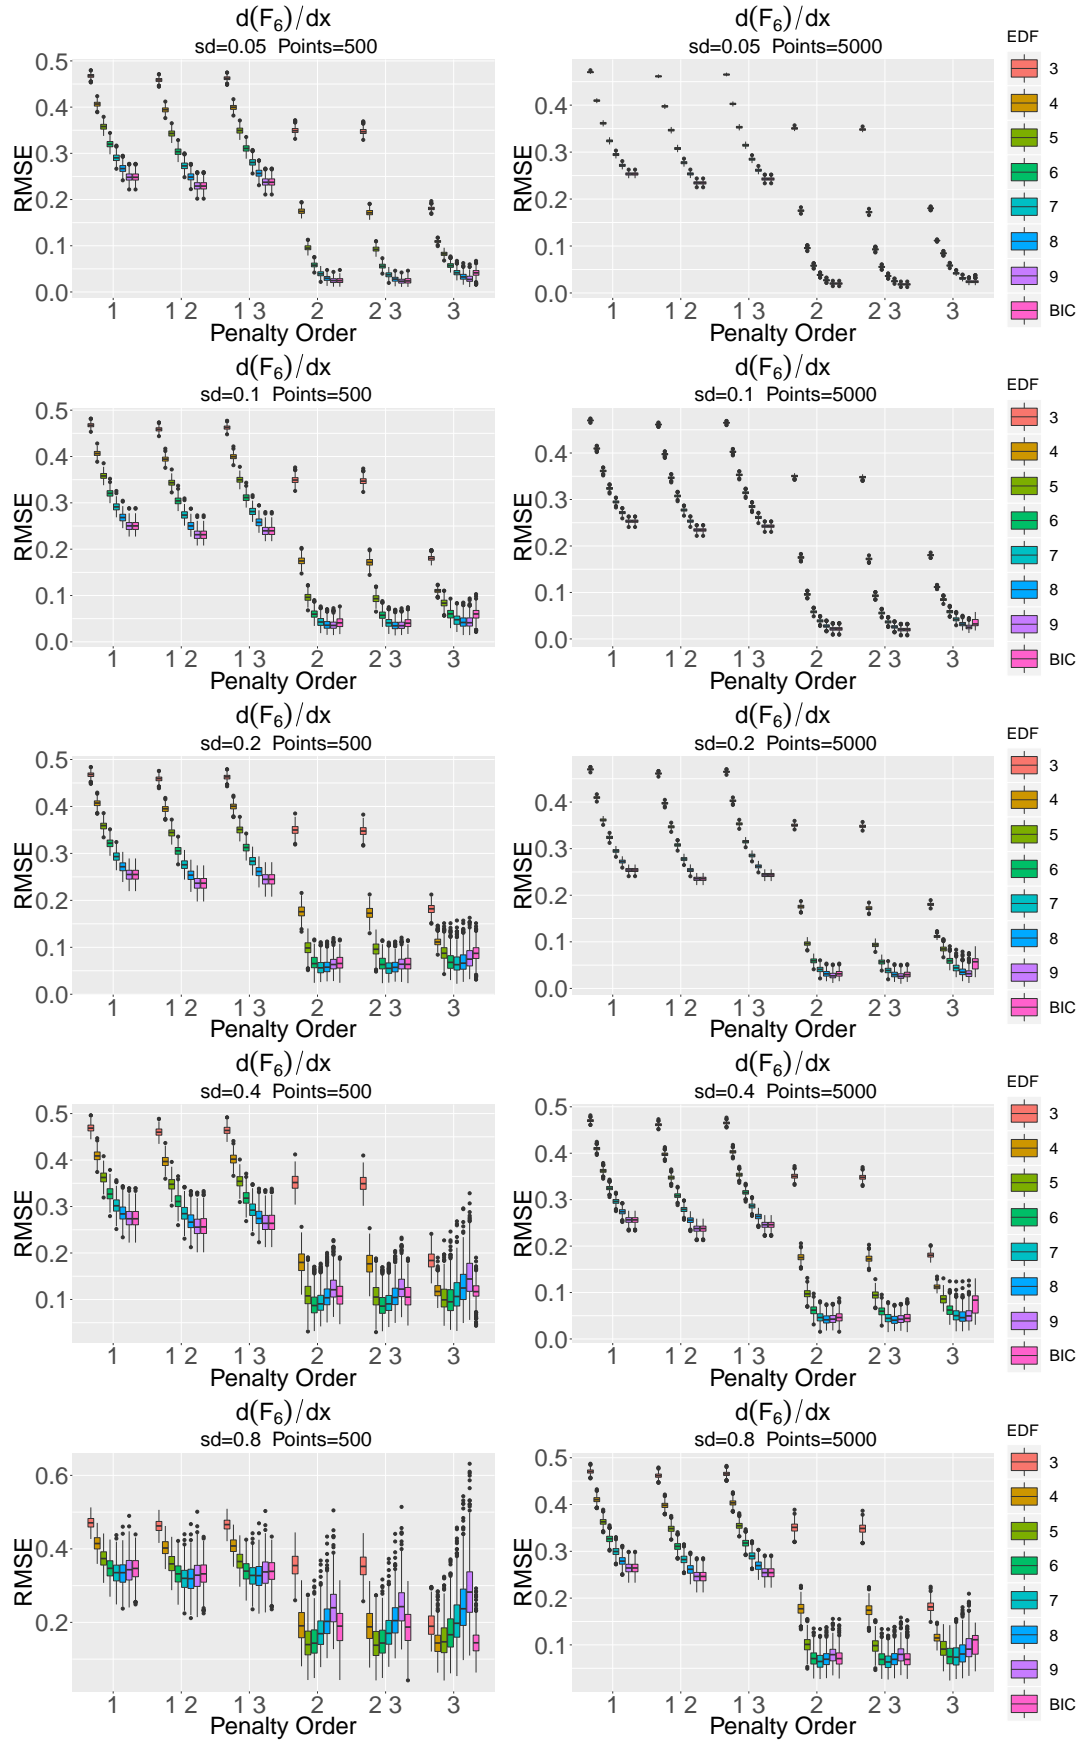 d(F6)/dx
sd=0.05 Points=500
RMSE
0.5
0.4
0.3
0.2
0.1
0.0
1 1 2 1 3 2 2 3 3
Penalty Order
d(F6)/dx
sd=0.05 Points=5000
RMSE
0.4
0.3
0.2
0.1
0.0
1 1 2 1 3 2 2 3 3
Penalty Order
EDF
3
4
5
6
7
8
9
BIC
d(F6)/dx
sd=0.1 Points=500
RMSE
0.5
0.4
0.3
0.2
0.1
0.0
1 1 2 1 3 2 2 3 3
Penalty Order
d(F6)/dx
sd=0.1 Points=5000
RMSE
0.4
0.3
0.2
0.1
0.0
1 1 2 1 3 2 2 3 3
Penalty Order
EDF
3
4
5
6
7
8
9
BIC
d(F6)/dx
sd=0.2 Points=500
RMSE
0.5
0.4
0.3
0.2
0.1
0.0
1 1 2 1 3 2 2 3 3
Penalty Order
d(F6)/dx
sd=0.2 Points=5000
RMSE
0.4
0.3
0.2
0.1
0.0
1 1 2 1 3 2 2 3 3
Penalty Order
EDF
3
4
5
6
7
8
9
BIC
d(F6)/dx
sd=0.4 Points=500
RMSE
0.5
0.4
0.3
0.2
0.1
1 1 2 1 3 2 2 3 3
Penalty Order
d(F6)/dx
sd=0.4 Points=5000
RMSE
0.5
0.4
0.3
0.2
0.1
0.0
1 1 2 1 3 2 2 3 3
Penalty Order
EDF
3
4
5
6
7
8
9
BIC
d(F6)/dx
sd=0.8 Points=500
RMSE
0.6
0.4
0.2
1 1 2 1 3 2 2 3 3
Penalty Order
d(F6)/dx
sd=0.8 Points=5000
RMSE
0.5
0.4
0.3
0.2
0.1
1 1 2 1 3 2 2 3 3
Penalty Order
EDF
3
4
5
6
7
8
9
BIC